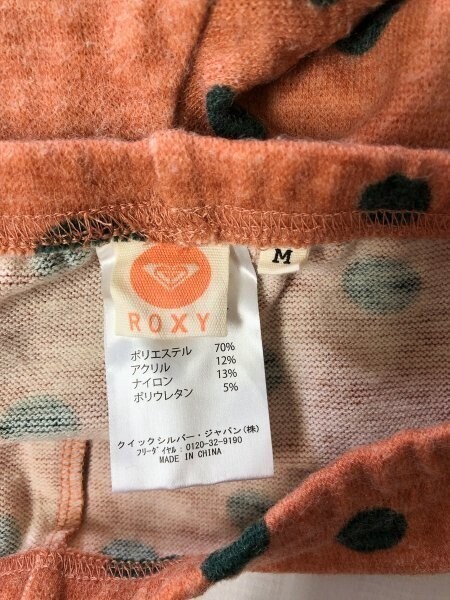 M
ROXY
ポリエステル 70%
アクリル 12%
ナイロン 13%
ポリウレタン 5%
クイックシルバー・ジャパン(株)
フリーダイヤル:0120-32-9190
MADE IN CHINA